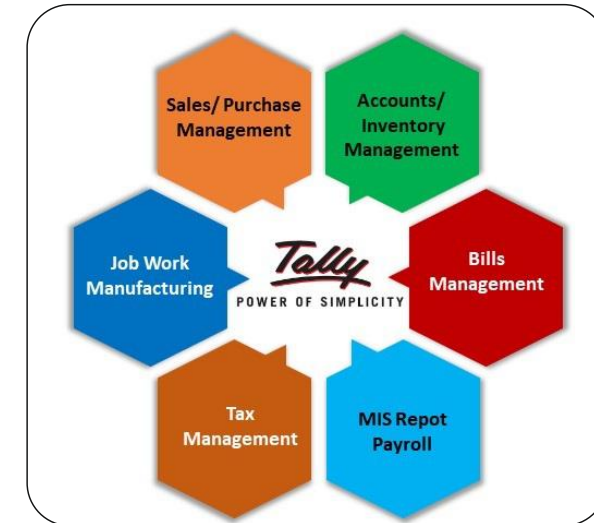 Sales/ Purchase
Management
Accounts/
Inventory
Management
Job Work
Manufacturing
Tally
POWER OF SIMPLICITY
Bills
Management
Tax
Management
MIS Repot
Payroll